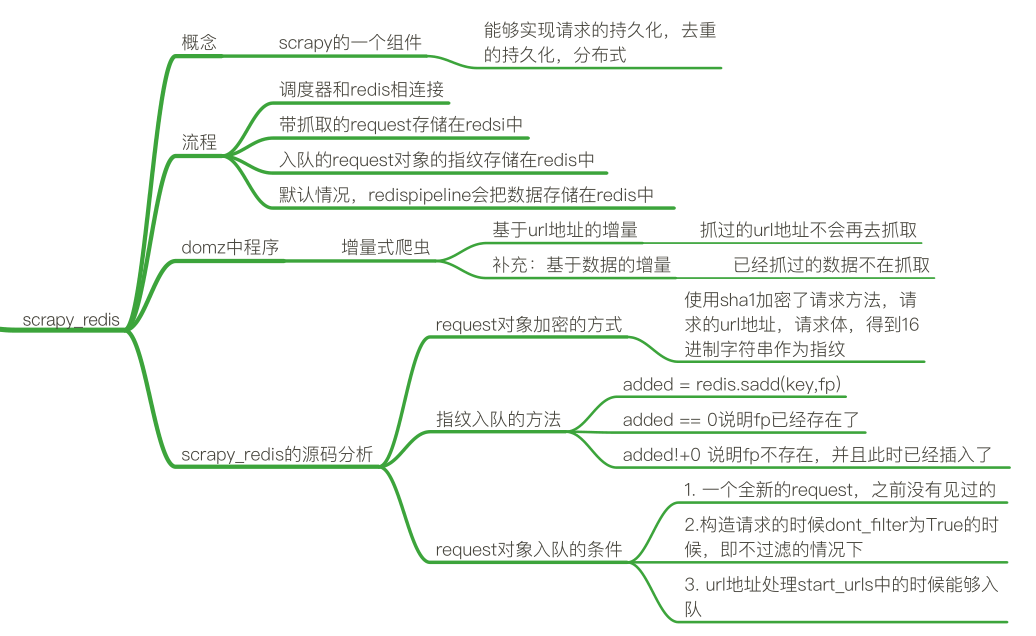 scrapy_redis
概念
scrapy的一个组件
能够实现请求的持久化，去重
的持久化，分布式
流程
调度器和redis相连接
带抓取的request存储在redsi中
入队的request对象的指纹存储在redis中
默认情况，redispipeline会把数据存储在redis中
domz中程序
增量式爬虫
基于url地址的增量
抓过的url地址不会再去抓取
补充：基于数据的增量
已经抓过的数据不在抓取
scrapy_redis的源码分析
request对象加密的方式
使用sha1加密了请求方法，请
求的url地址，请求体，得到16
进制字符串作为指纹
指纹入队的方法
added = redis.sadd(key,fp)
added == 0说明fp已经存在了
added!+0 说明fp不存在，并且此时已经插入了
request对象入队的条件
1. 一个全新的request，之前没有见过的
2.构造请求的时候dont_filter为True的时
候，即不过滤的情况下
3. url地址处理start_urls中的时候能够入
队